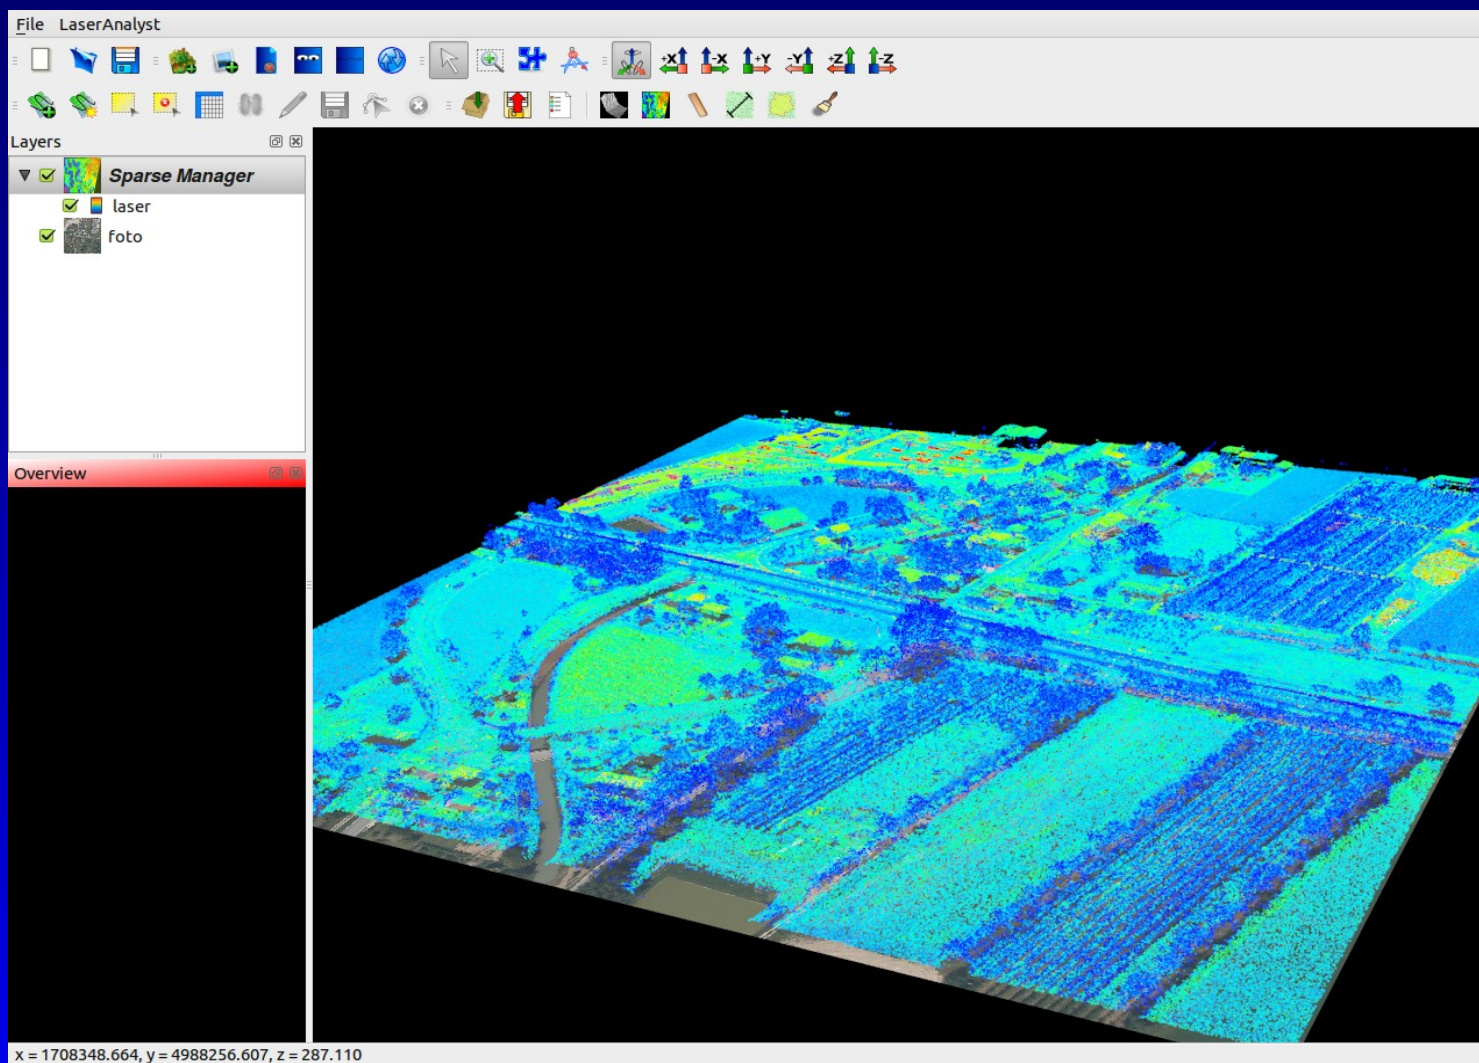 File LaserAnalyst
+X -X +Y -Y +Z -Z
Layers
Sparse Manager
laser
foto
Overview
x = 1708348.664, y = 4988256.607, z = 287.110